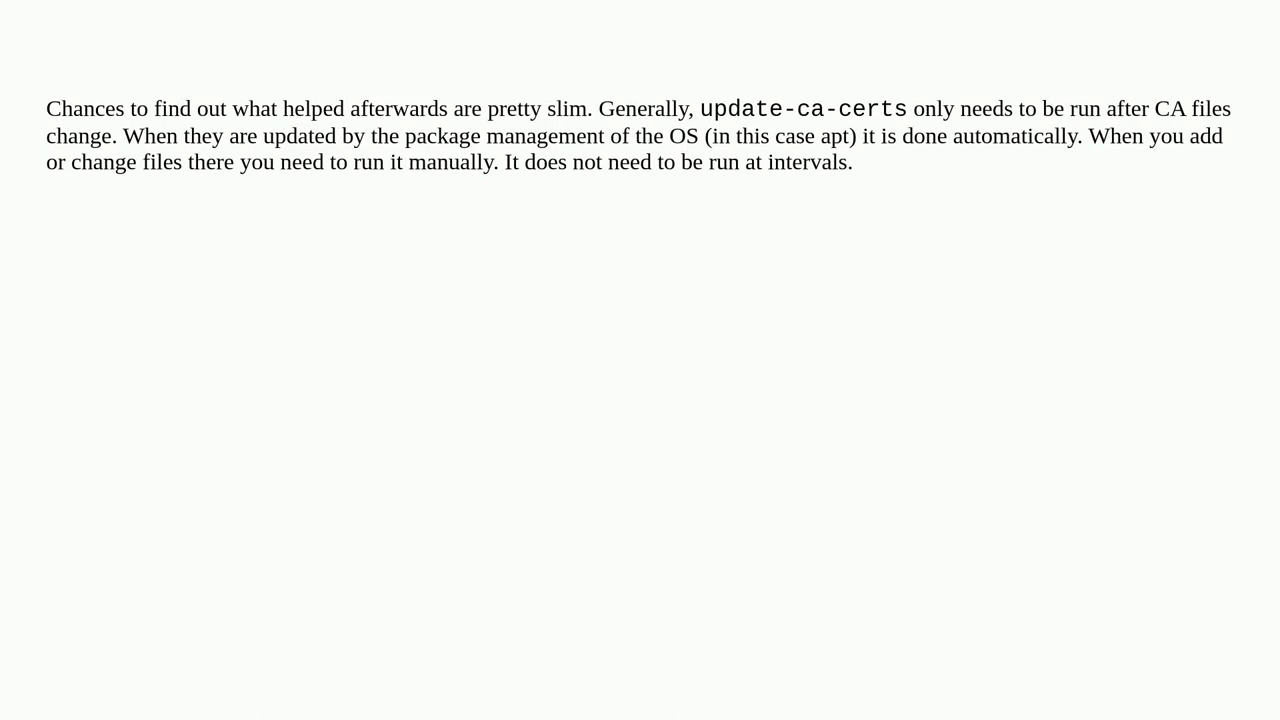 Chances to find out what helped afterwards are pretty slim. Generally, update-ca-certs only needs to be run after CA files
change. When they are updated by the package management of the OS (in this case apt) it is done automatically. When you add
or change files there you need to run it manually. It does not need to be run at intervals.